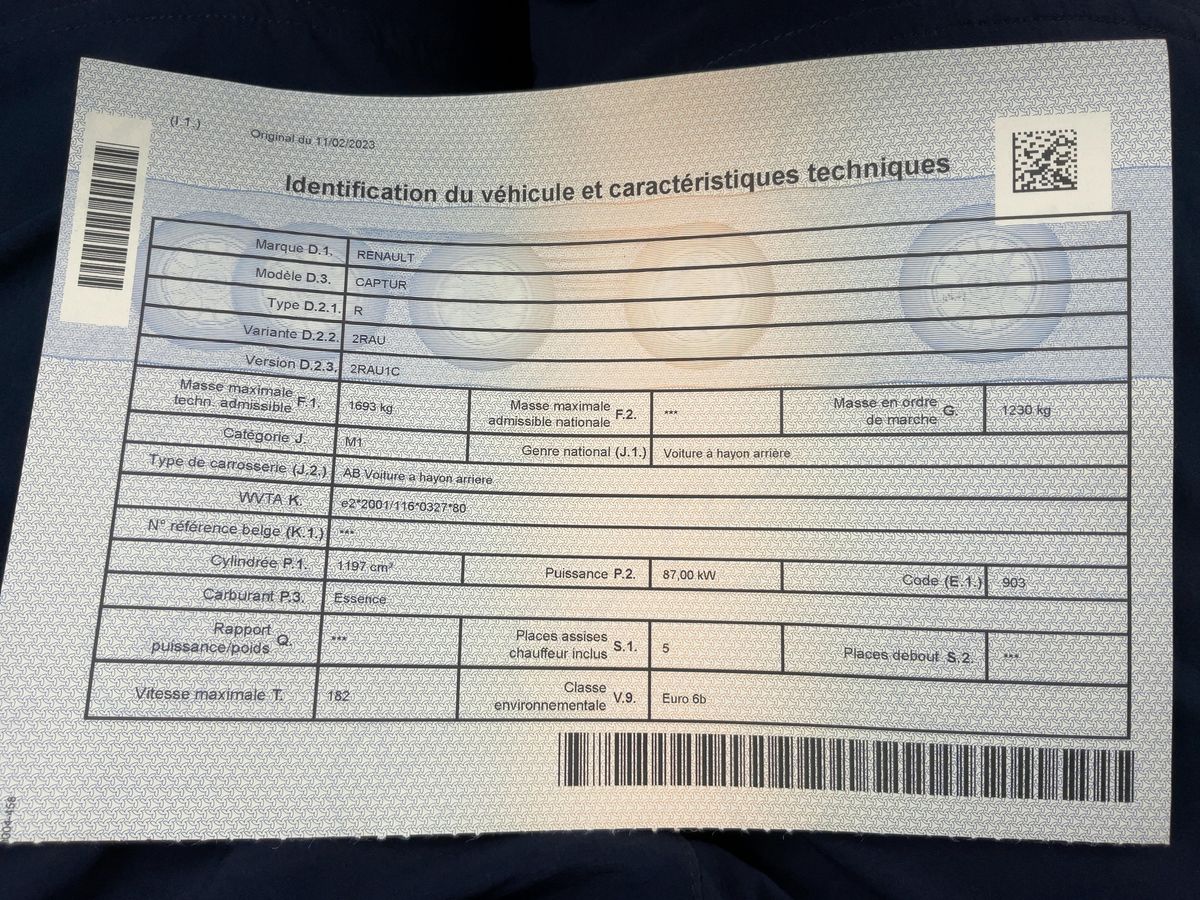 (I.1.)
Original du 11/02/2023
Identification du véhicule et caractéristiques techniques
Marque D.1. RENAULT
Modèle D.3. CAPTUR
Type D.2.1. R
Variante D.2.2. 2RAU
Version D.2.3. 2RAU1C
Masse maximale techn. admissible F.1. 1693 kg Masse maximale admissible nationale F.2. *** Masse en ordre de marche G. 1230 kg
Catégorie J. M1 Genre national (J.1.) Voiture à hayon arrière
Type de carrosserie (J.2.) AB Voiture à hayon arrière
WVTA K. e2*2001/116*0327*80
N° référence belge (K.1.) ***
Cylindrée P.1. 1197 cm³ Puissance P.2. 87,00 kW Code (E.1.) 903
Carburant P.3. Essence
Rapport puissance/poids Q. *** Places assises chauffeur inclus S.1. 5 Places debout S.2. ***
Vitesse maximale T. 182 Classe environnementale V.9. Euro 6b